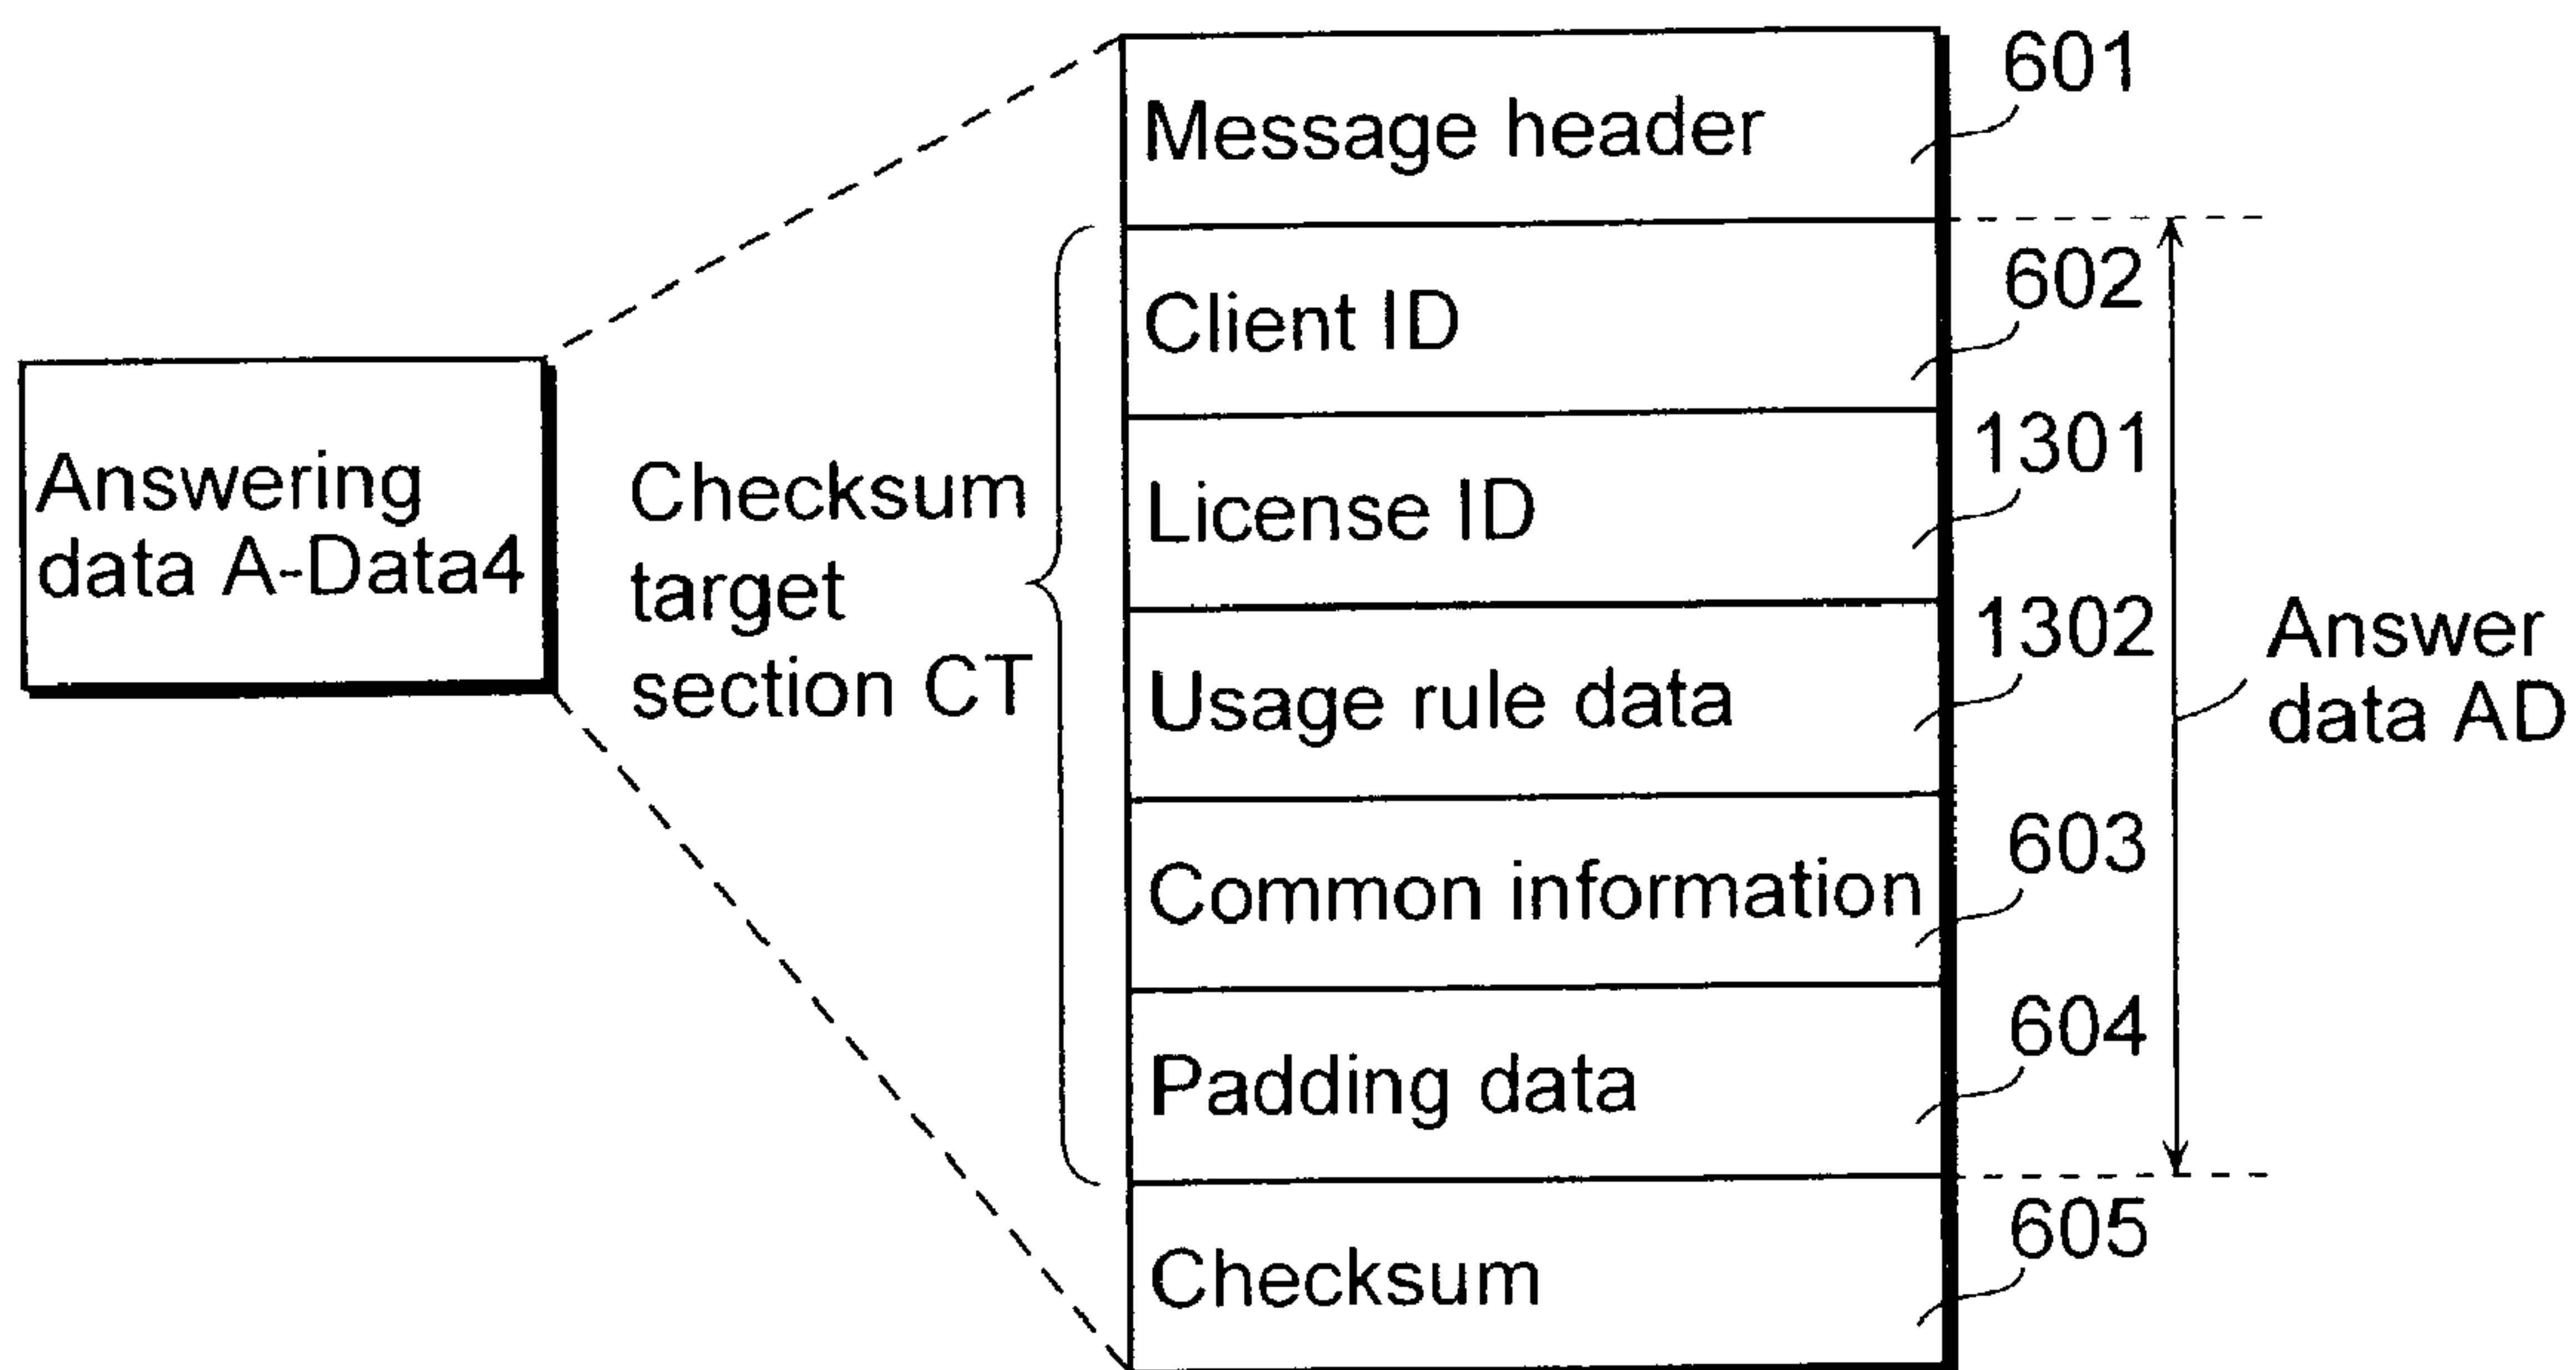 Answering
data A-Data4
Checksum
target
section CT
Message header
601
Client ID
602
License ID
1301
Usage rule data
1302
Common information
603
Padding data
604
Checksum
605
Answer
data AD